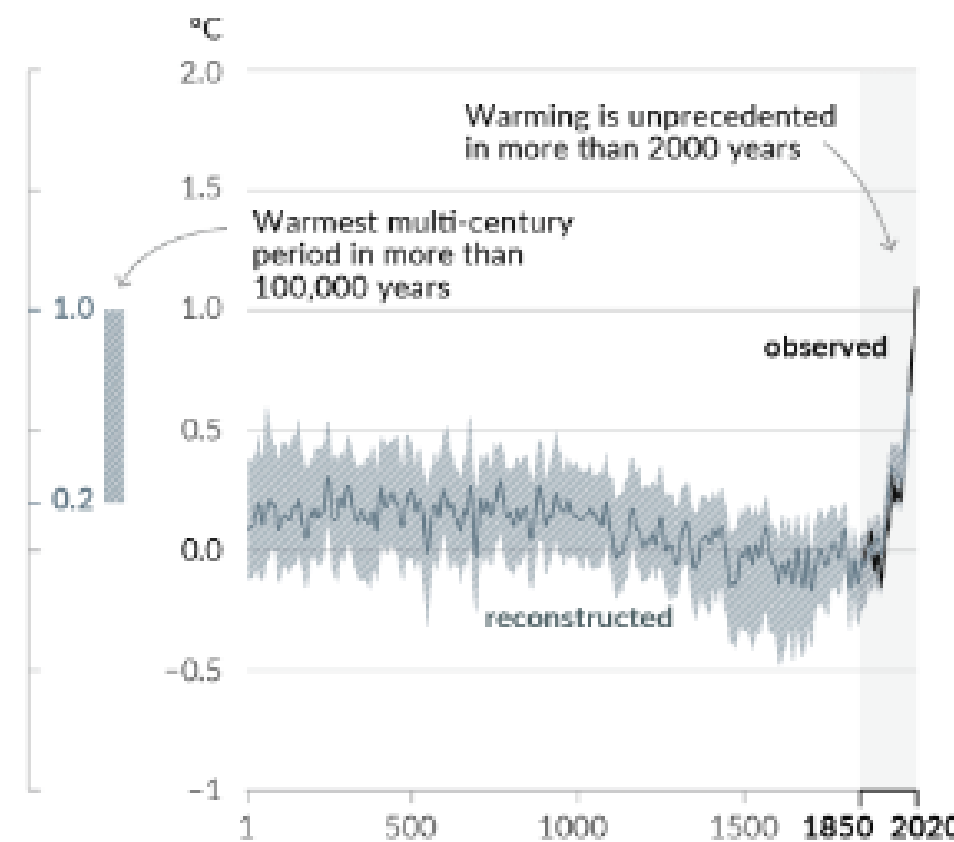 °C
2.0
Warming is unprecedented
in more than 2000 years
1.5
Warmest multi-century
period in more than
100,000 years
1.0
1.0
observed
0.5
0.2
0.0
reconstructed
−0.5
−1
1 500 1000 1500 1850 2020